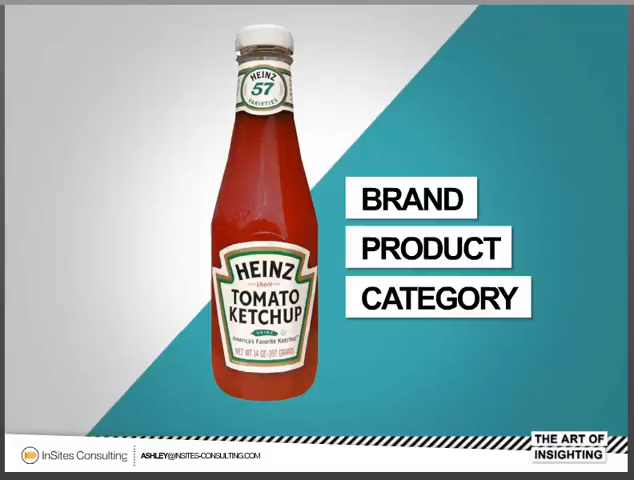 HEINZ
57
VARIETIES
HEINZ
1869
TOMATO
KETCHUP
HEINZ
America's Favorite Ketchup
NET WT 14 OZ-397 GRAMS
BRAND
PRODUCT
CATEGORY
InSites Consulting
ASHLEY@INSITES-CONSULTING.COM
THE ART OF
INSIGHTING